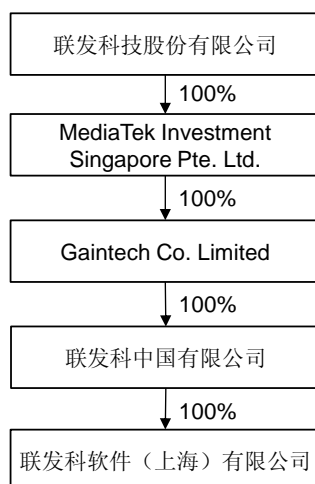 联发科技股份有限公司
100%
MediaTek Investment
Singapore Pte. Ltd.
100%
Gaintech Co. Limited
100%
联发科中国有限公司
100%
联发科软件（上海）有限公司